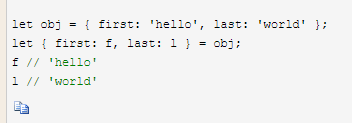 let obj = { first: 'hello', last: 'world' };
let { first: f, last: l } = obj;
f // 'hello'
l // 'world'